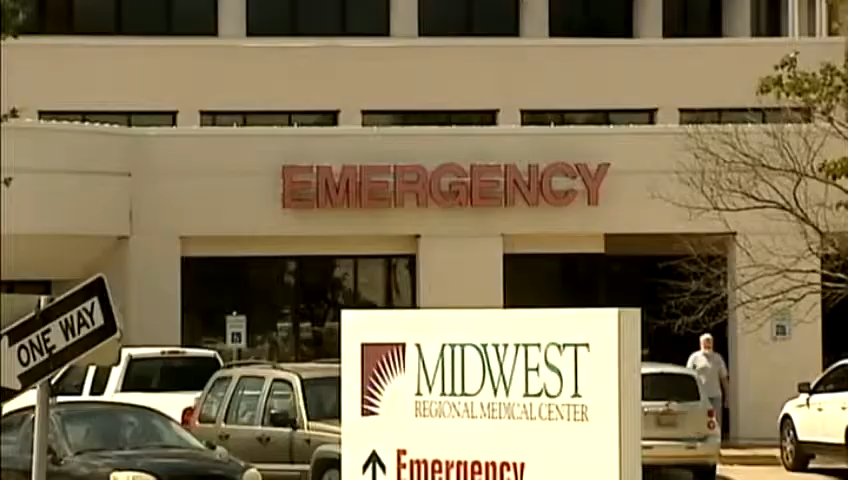 EMERGENCY
ONE WAY
MIDWEST
REGIONAL MEDICAL CENTER
Emergency